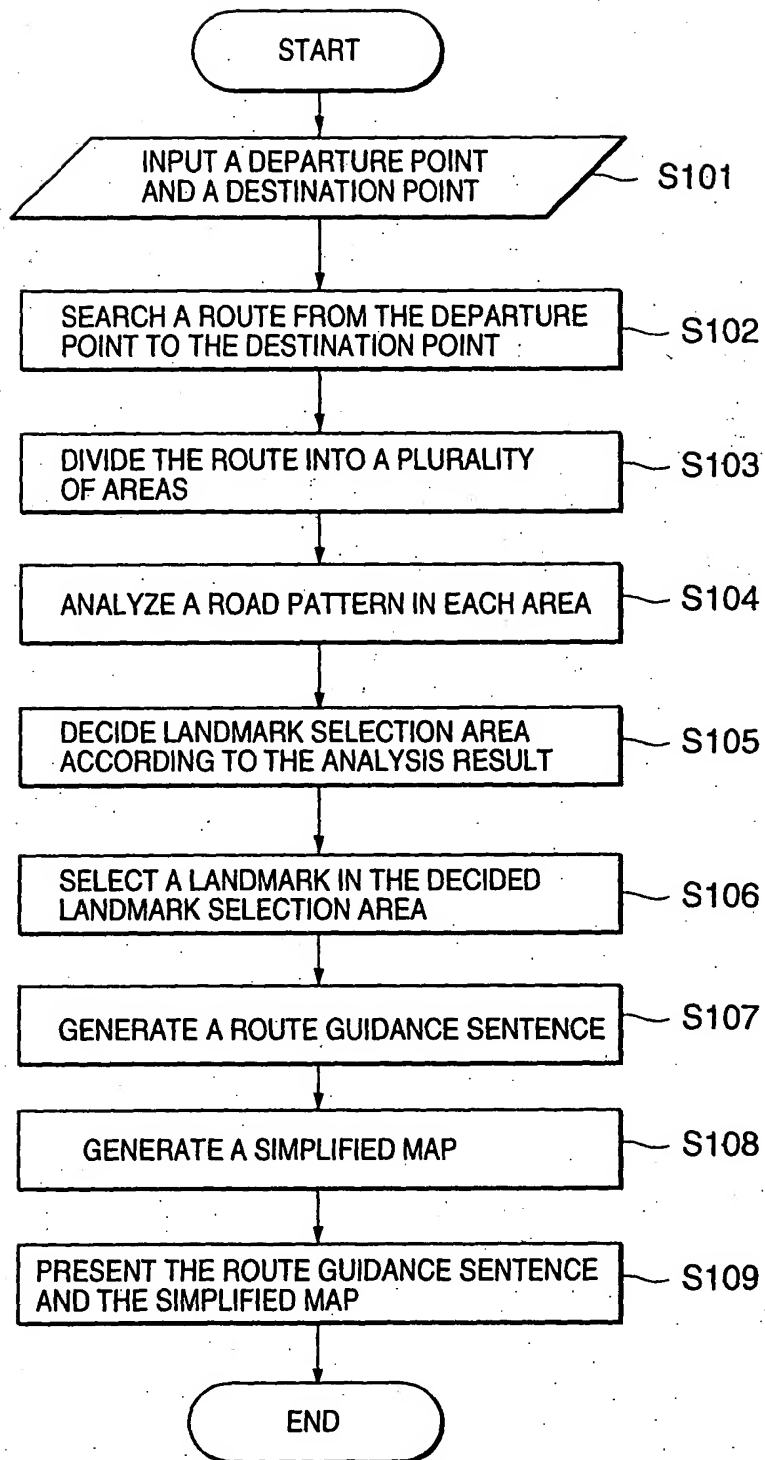 START
INPUT A DEPARTURE POINT
AND A DESTINATION POINT
S101
SEARCH A ROUTE FROM THE DEPARTURE
POINT TO THE DESTINATION POINT
S102
DIVIDE THE ROUTE INTO A PLURALITY
OF AREAS
S103
ANALYZE A ROAD PATTERN IN EACH AREA
S104
DECIDE LANDMARK SELECTION AREA
ACCORDING TO THE ANALYSIS RESULT
S105
SELECT A LANDMARK IN THE DECIDED
LANDMARK SELECTION AREA
S106
GENERATE A ROUTE GUIDANCE SENTENCE
S107
GENERATE A SIMPLIFIED MAP
S108
PRESENT THE ROUTE GUIDANCE SENTENCE
AND THE SIMPLIFIED MAP
S109
END